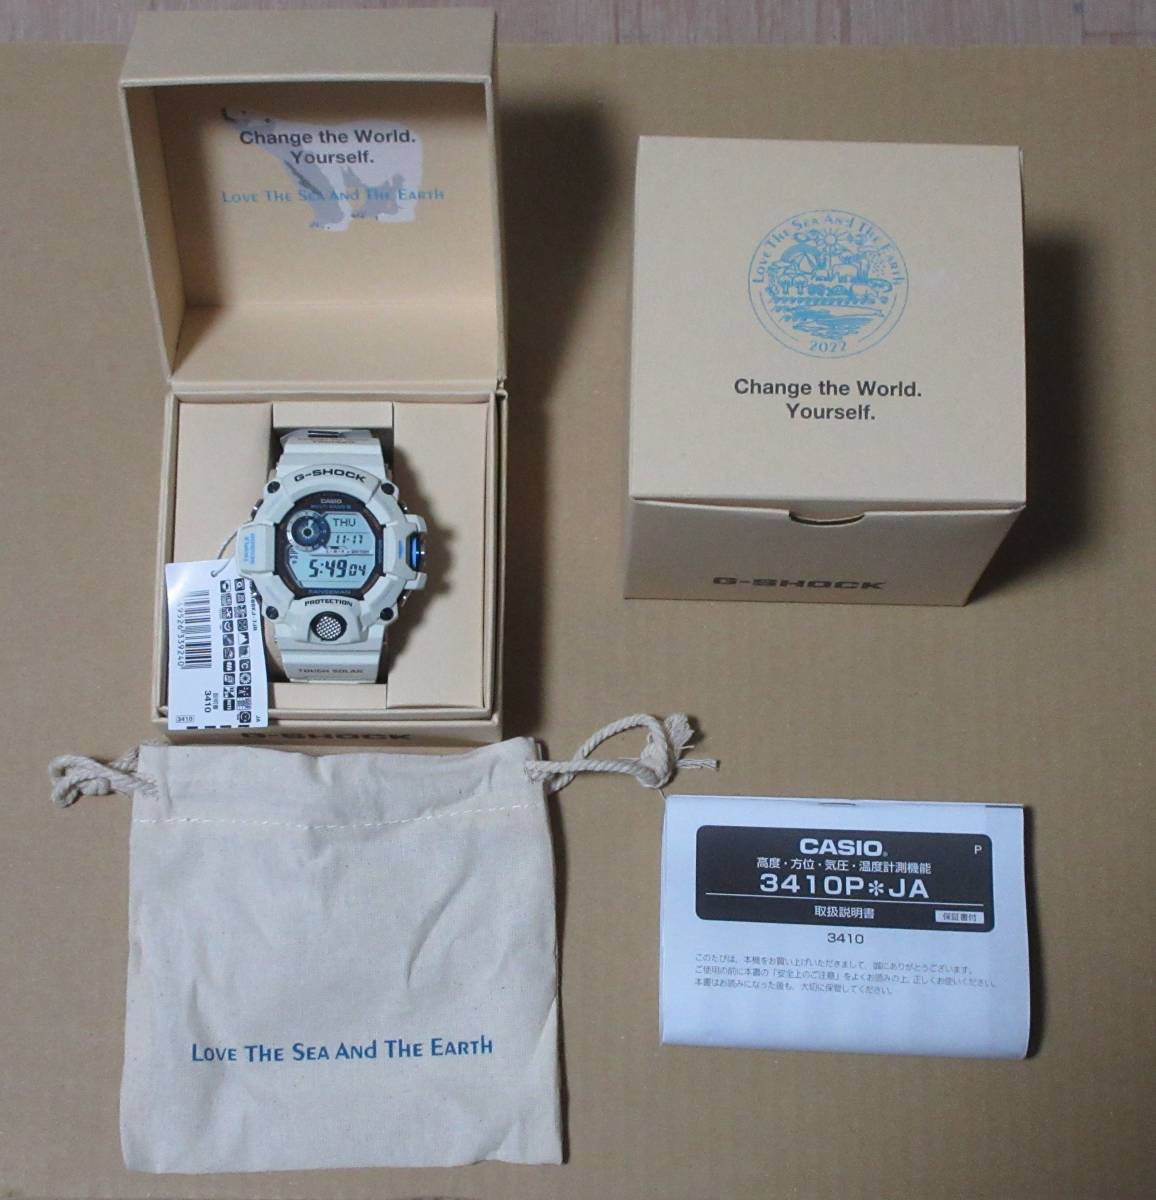 Change the World.
Yourself.
LOVE THE SEA AND THE EARTH
LOVE THE SEA AND THE EARTH
2022
Change the World.
Yourself.
G-SHOCK
G-SHOCK
CASIO
THU
11-17
5:49 04
RANGEMAN
PROTECTION
TOUGH SOLAR
3410
3410
G-SHOCK
LOVE THE SEA AND THE EARTH
CASIO
P
高度・方位・気圧・温度計測機能
3410P*JA
取扱説明書
保証書付
3410
このたびは、本機をお買い上げいただきまして、誠にありがとうございます。
ご使用の前に本書の「安全上のご注意」をよくお読みの上、正しくお使いください。
本書はお読みになった後も、大切に保管してください。